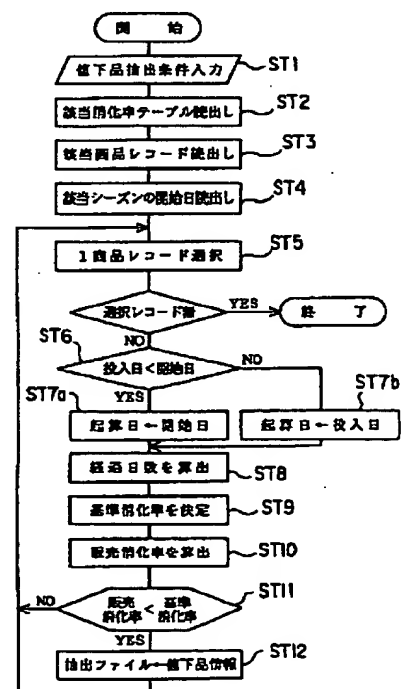 開 始
値下品抽出条件入力
ST1
該当消化率テーブル読出し
ST2
該当商品レコード読出し
ST3
該当シーズンの開始日読出し
ST4
1商品レコード選択
ST5
選択レコード無
YES
終 了
NO
ST6
投入日<開始日
NO
YES
ST7a
起算日←開始日
ST7b
起算日←投入日
経過日数を算出
ST8
基準消化率を決定
ST9
販売消化率を算出
ST10
販売消化率<基準消化率
ST11
NO
YES
抽出ファイル←値下品情報
ST12